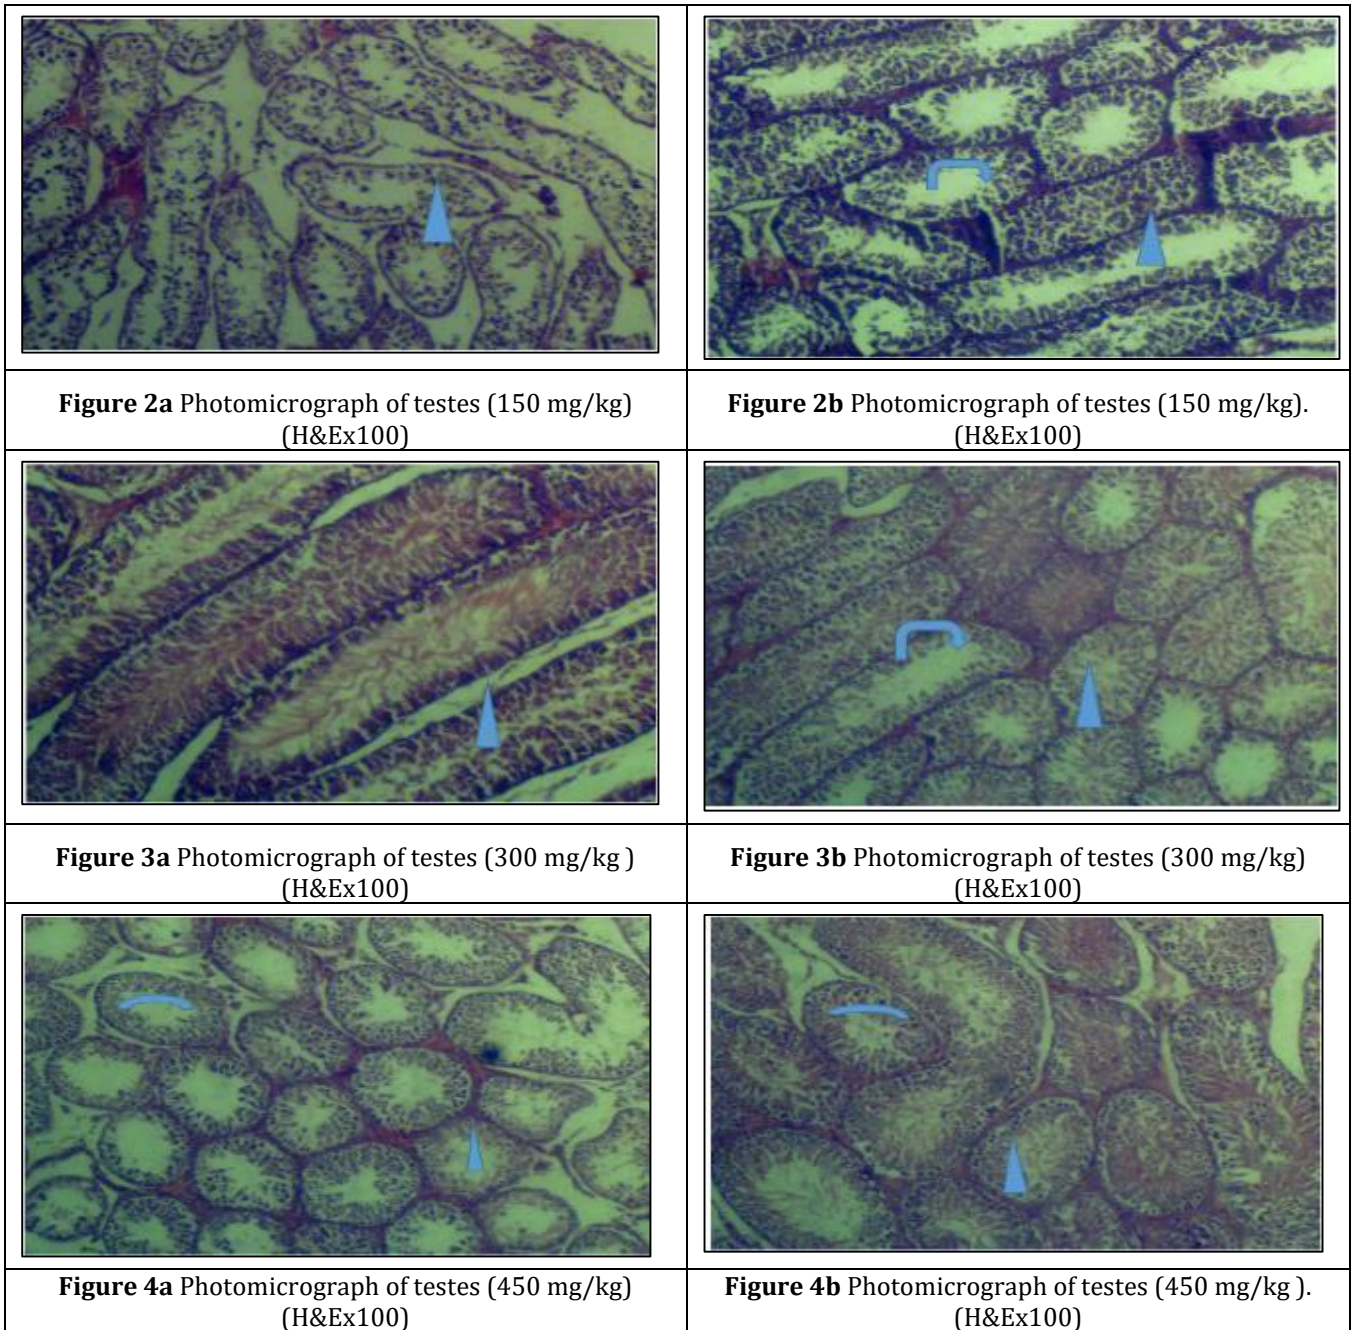 Figure 2a Photomicrograph of testes (150 mg/kg)
(H&Ex100)
Figure 2b Photomicrograph of testes (150 mg/kg).
(H&Ex100)
Figure 3a Photomicrograph of testes (300 mg/kg )
(H&Ex100)
Figure 3b Photomicrograph of testes (300 mg/kg)
(H&Ex100)
Figure 4a Photomicrograph of testes (450 mg/kg)
(H&Ex100)
Figure 4b Photomicrograph of testes (450 mg/kg ).
(H&Ex100)